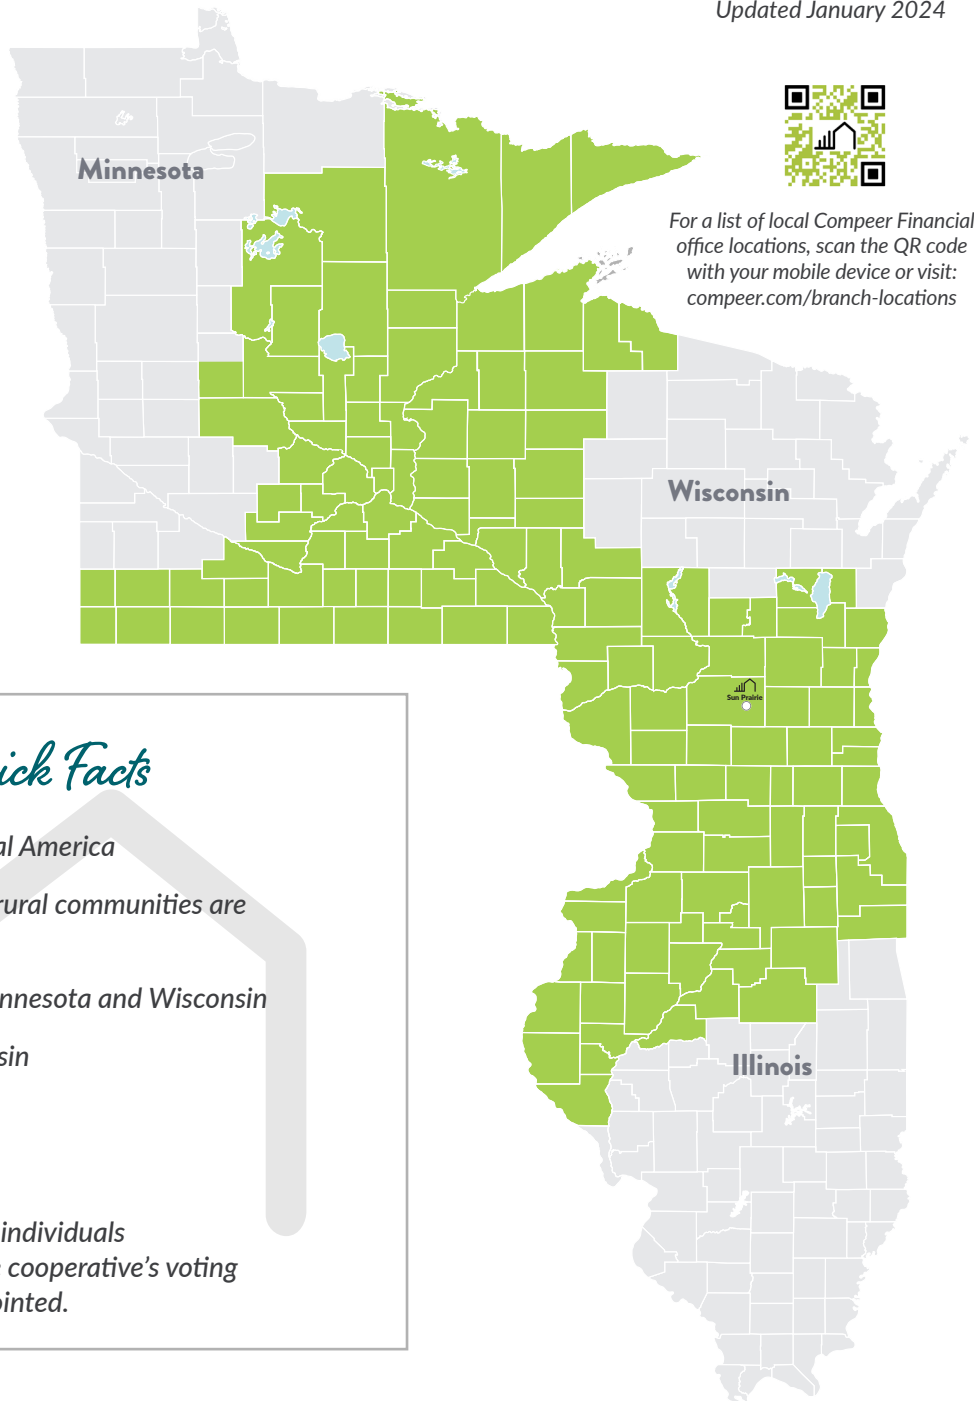 Updated January 2024
Minnesota
For a list of local Compeer Financial
office locations, scan the QR code
with your mobile device or visit:
compeer.com/branch-locations
Wisconsin
Sun Prairie
ick Facts
al America
rural communities are
nnesota and Wisconsin
sin
Illinois
individuals
cooperative’s voting
ointed.